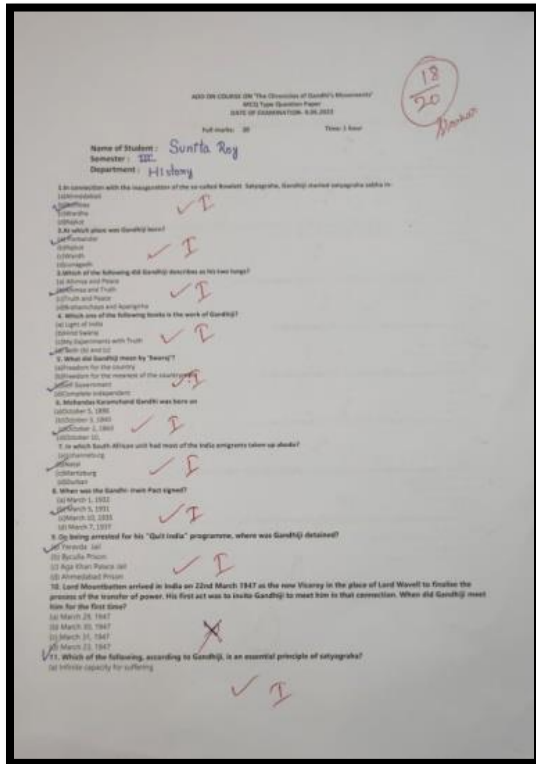 18
20
ADD ON COURSE ON 'The Chronicles of Gandhi's Movements'
MCQ Type Question Paper
DATE OF EXAMINATION- 8.06.2023
Full marks: 20 Time: 1 hour
Name of Student : Sunita Roy
Semester : III
Department : History
1.In connection with the inauguration of the so called Rowlatt Satyagraha, Gandhiji started satyagraha sabha in-
(a)Ahmedabad
(b)Bombay
(c)Wardha
(d)Rajkot
✓ I
2.At which place was Gandhiji born?
(a) Porbandar
(b)Rajkot
(c)Wardh
(d)Junagadh
✓ I
3.Which of the following did Gandhiji describes as his two lungs?
(a) Ahimsa and Peace
(b)Ahimsa and Truth
(c)Truth and Peace
(d)Brahamchaya and Aparigriha
✓ I
4. Which one of the following books is the work of Gandhiji?
(a) Light of India
(b)Hind Swaraj
(c)My Experiments with Truth
(d) Both (b) and (c)
✓ I
5. What did Gandhiji mean by 'Swaraj'?
(a)Freedom for the country
(b)Freedom for the meanest of the countrymen
(c)Self Government
(d)Complete independent
✓ I
6. Mohandas Karamchand Gandhi was born on
(a)October 5, 1896
(b)October 3, 1845
(c)October 2, 1869
(d)October 10,
✓ I
7. In which South African unit had most of the India emigrants taken up abode?
(a)Johannesburg
(b)Natal
(c)Maritzburg
(d)Durban
✓ I
8. When was the Gandhi- Irwin Pact signed?
(a) March 1, 1932
(b)March 5, 1931
(c)March 10, 1935
(d) March 7, 1937
✓ I
9. On being arrested for his "Quit India" programme, where was Gandhiji detained?
(a) Yeravda Jail
(b) Byculla Prison
(c) Aga Khan Palace Jail
(d) Ahmedabad Prison
✓ I
10. Lord Mountbatten arrived in India on 22nd March 1947 as the new Viceroy in the place of Lord Wavell to finalise the
process of the transfer of power. His first act was to invite Gandhiji to meet him in that connection. When did Gandhiji meet
him for the first time?
(a) March 29, 1947
(b) March 30, 1947
(c) March 31, 1947
(d) March 23, 1947
11. Which of the following, according to Gandhiji, is an essential principle of satyagraha?
(a) Infinite capacity for suffering
✓ I